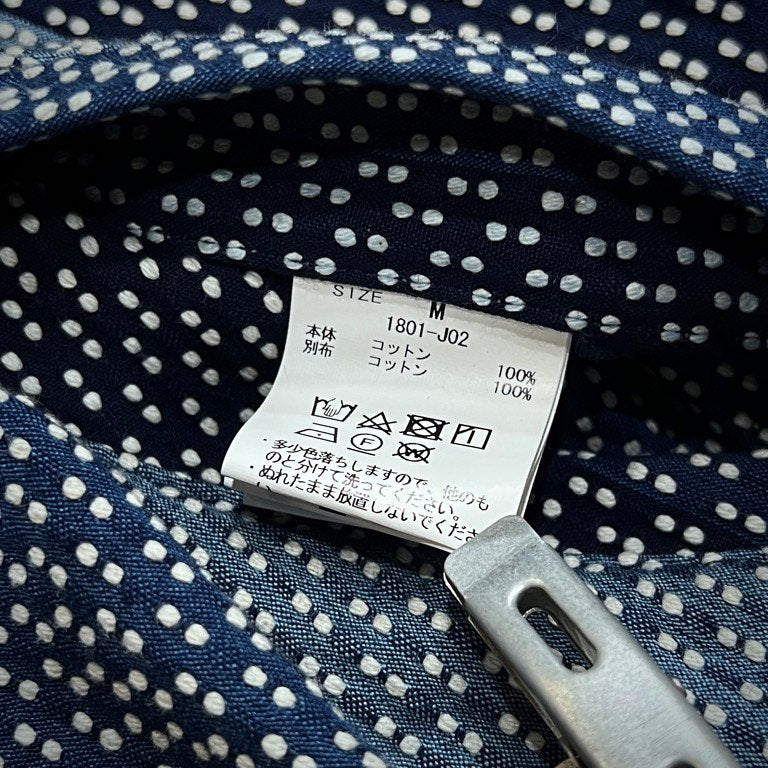 SIZE M
1801-J02
本体 コットン 100%
別布 コットン 100%
F W
・多少色落ちしますので、他のも
のと分けて洗ってください。
・ぬれたまま放置しないでくださ
い。